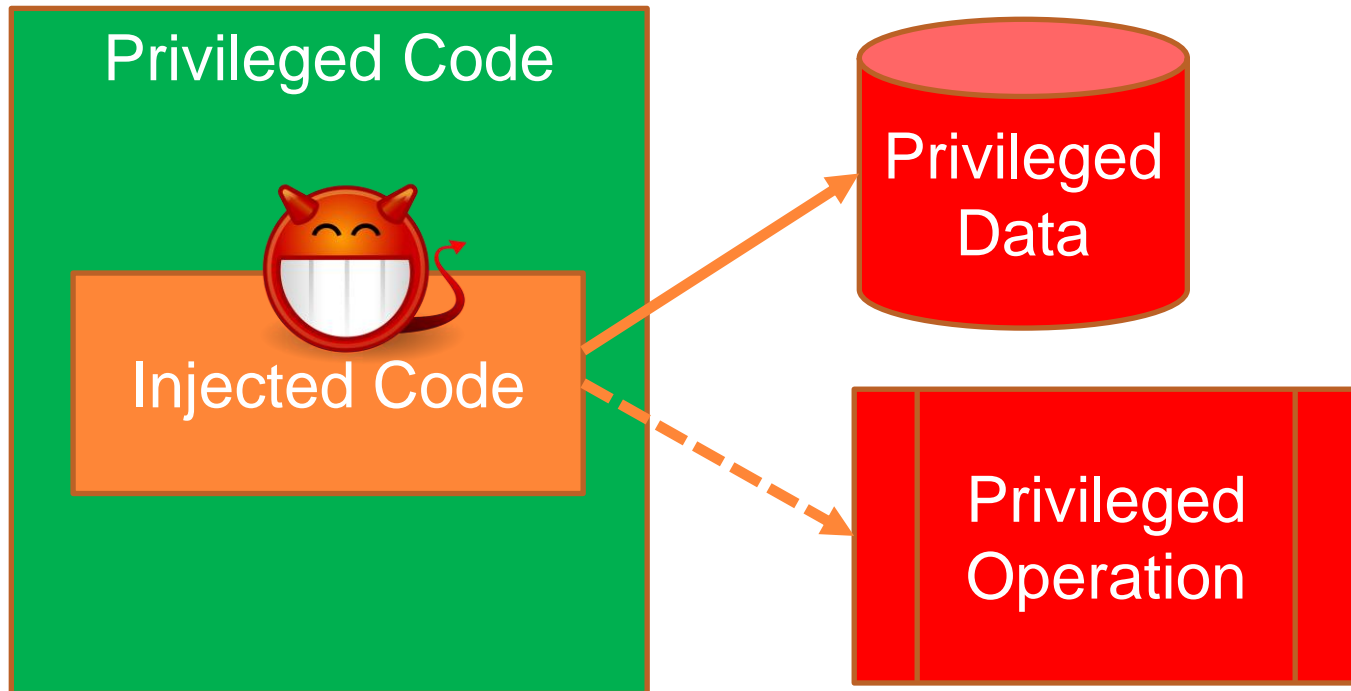 Privileged Code
Injected Code
Privileged
Data
Privileged
Operation